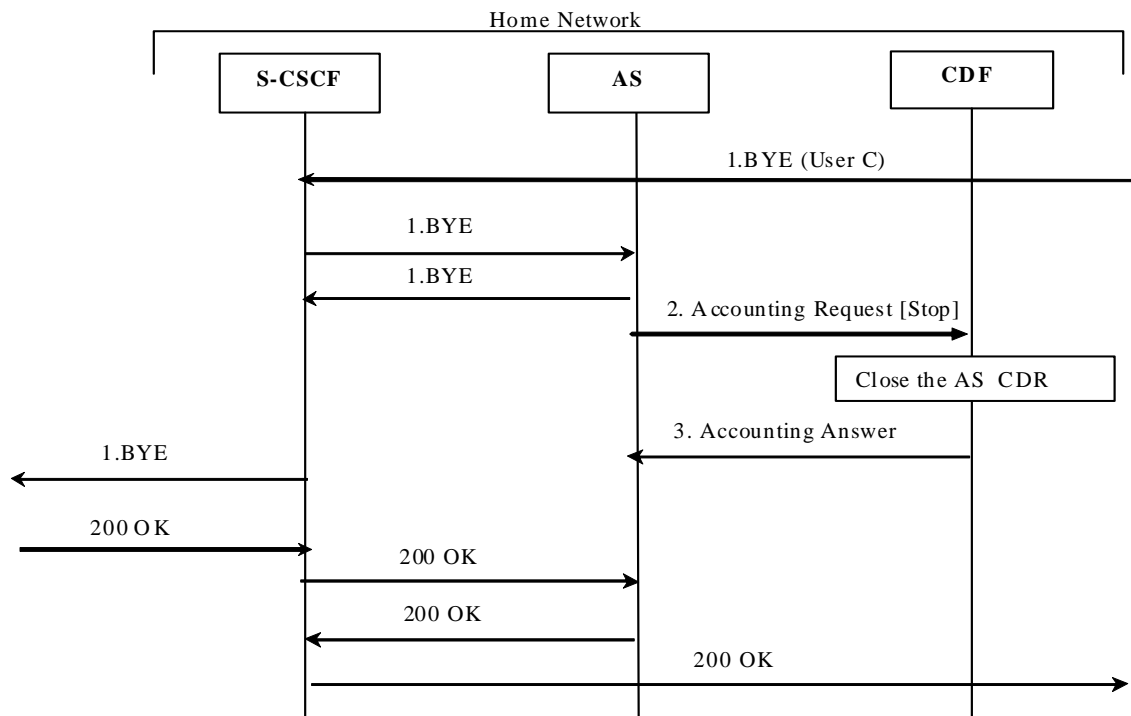 Home Network
S-CSCF
AS
CDF
1.BYE (User C)
1.BYE
1.BYE
2. Accounting Request [Stop]
Close the AS CDR
3. Accounting Answer
1.BYE
200 OK
200 OK
200 OK
200 OK